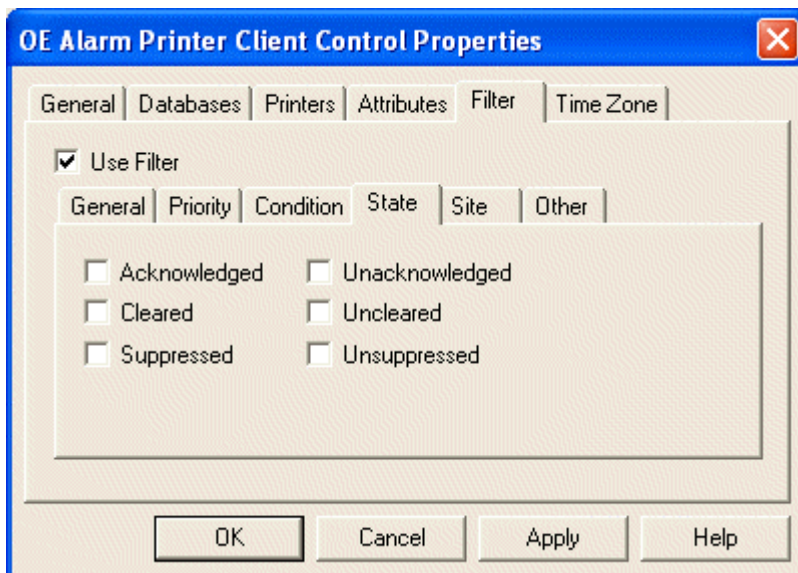 OE Alarm Printer Client Control Properties
General Databases Printers Attributes Filter Time Zone
Use Filter
General Priority Condition State Site Other
Acknowledged Unacknowledged
Cleared Uncleared
Suppressed Unsuppressed
OK Cancel Apply Help